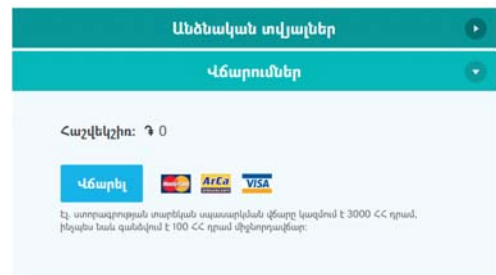 Անձնական տվյալներ
Վճարումներ
Հաշվեկշիռ: ֏ 0
Վճարել MasterCard ArCa VISA
Էլ. ստորագրության տարեկան սպասարկման վճարը կազմում է 3000 ՀՀ դրամ,
ինչպես նաև գանձվում է 100 ՀՀ դրամ միջնորդավճար: